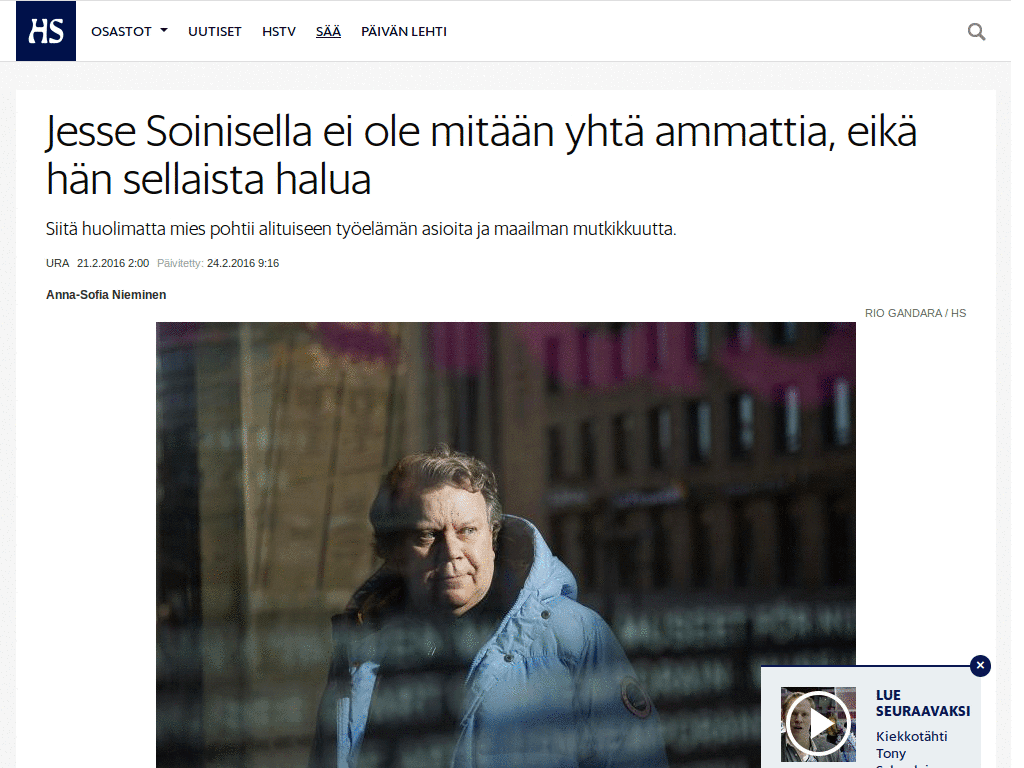 HS OSASTOT UUTISET HSTV SÄÄ PÄIVÄN LEHTI
Jesse Soinisella ei ole mitään yhtä ammattia, eikä
hän sellaista halua
Siitä huolimatta mies pohtii alituiseen työelämän asioita ja maailman mutkikkuutta.
URA 21.2.2016 2:00 Päivitetty: 24.2.2016 9:16
Anna-Sofia Nieminen
RIO GANDARA / HS
LUE
SEURAAVAKSI
Kiekkotähti
Tony